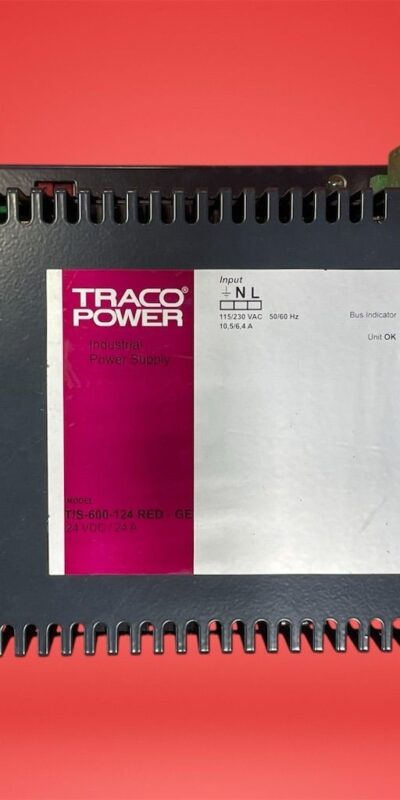 TRACO®
POWER
Industrial
Power Supply
MODEL
TIS-600-124 RED - GE
24 VDC / 24 A
Input
⏚ N L
115/230 VAC 50/60 Hz
10,5/6,4 A
Bus Indicator
Unit OK